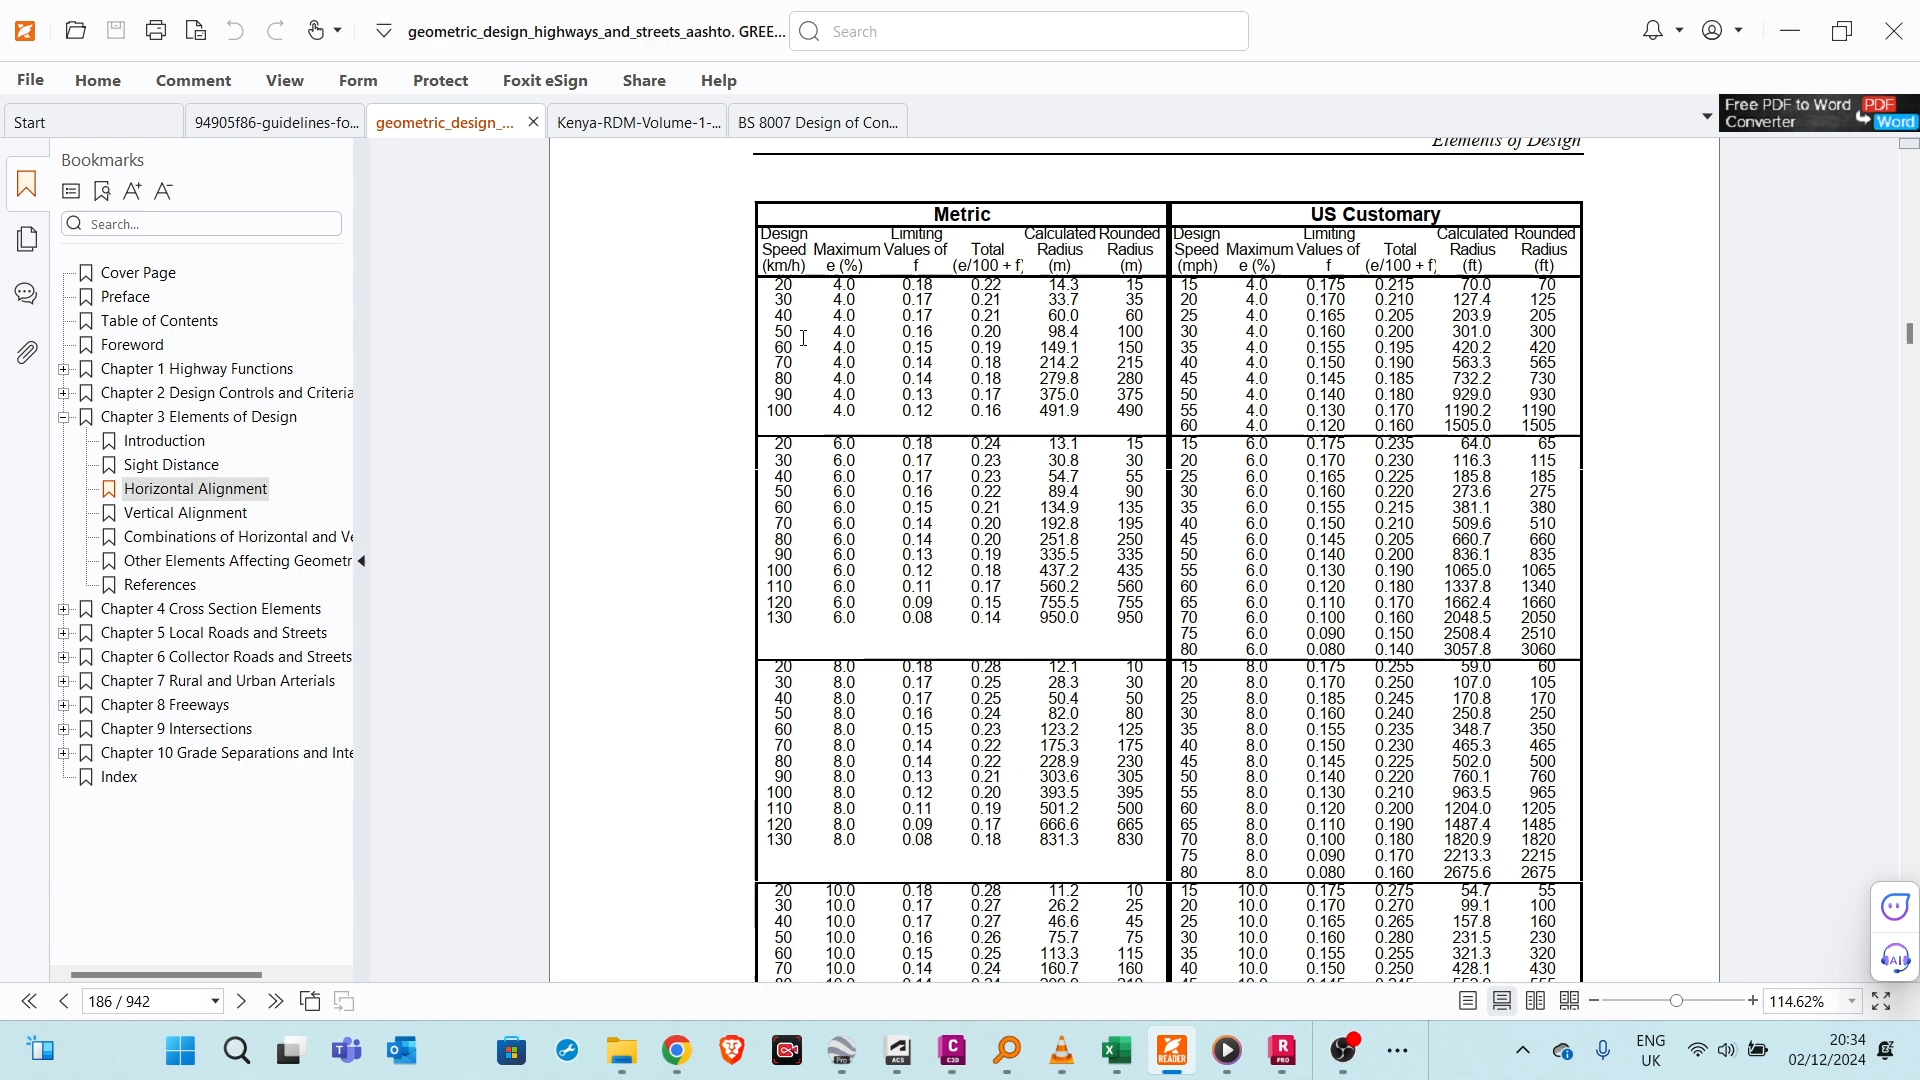 geometric_design_highways_and_streets_aashto. GREE...
Search
File Home Comment View Form Protect Foxit eSign Share Help
Start
94905f86-guidelines-fo...
geometric_design_...
Kenya-RDM-Volume-1-...
BS 8007 Design of Con...
Free PDF to Word PDF
Converter Word
Bookmarks
Search...
Cover Page
Preface
Table of Contents
Foreword
Chapter 1 Highway Functions
Chapter 2 Design Controls and Criteria
Chapter 3 Elements of Design
Introduction
Sight Distance
Horizontal Alignment
Vertical Alignment
Combinations of Horizontal and Ve
Other Elements Affecting Geometr
References
Chapter 4 Cross Section Elements
Chapter 5 Local Roads and Streets
Chapter 6 Collector Roads and Streets
Chapter 7 Rural and Urban Arterials
Chapter 8 Freeways
Chapter 9 Intersections
Chapter 10 Grade Separations and Inte
Index
Elements of Design
Metric US Customary
Design Limiting Calculated Rounded Design Limiting Calculated Rounded
Speed Maximum Values of Total Radius Radius Speed Maximum Values of Total Radius Radius
(km/h) e (%) f (e/100 + f) (m) (m) (mph) e (%) f (e/100 + f) (ft) (ft)
20 4.0 0.18 0.22 14.3 15 15 4.0 0.175 0.215 70.0 70
30 4.0 0.17 0.21 33.7 35 20 4.0 0.170 0.210 127.4 125
40 4.0 0.17 0.21 60.0 60 25 4.0 0.165 0.205 203.9 205
50 4.0 0.16 0.20 98.4 100 30 4.0 0.160 0.200 301.0 300
60 4.0 0.15 0.19 149.1 150 35 4.0 0.155 0.195 420.2 420
70 4.0 0.14 0.18 214.2 215 40 4.0 0.150 0.190 563.3 565
80 4.0 0.14 0.18 279.8 280 45 4.0 0.145 0.185 732.2 730
90 4.0 0.13 0.17 375.0 375 50 4.0 0.140 0.180 929.0 930
100 4.0 0.12 0.16 491.9 490 55 4.0 0.130 0.170 1190.2 1190
60 4.0 0.120 0.160 1505.0 1505
20 6.0 0.18 0.24 13.1 15 15 6.0 0.175 0.235 64.0 65
30 6.0 0.17 0.23 30.8 30 20 6.0 0.170 0.230 116.3 115
40 6.0 0.17 0.23 54.7 55 25 6.0 0.165 0.225 185.8 185
50 6.0 0.16 0.22 89.4 90 30 6.0 0.160 0.220 273.6 275
60 6.0 0.15 0.21 134.9 135 35 6.0 0.155 0.215 381.1 380
70 6.0 0.14 0.20 192.8 195 40 6.0 0.150 0.210 509.6 510
80 6.0 0.14 0.20 251.8 250 45 6.0 0.145 0.205 660.7 660
90 6.0 0.13 0.19 335.5 335 50 6.0 0.140 0.200 836.1 835
100 6.0 0.12 0.18 437.2 435 55 6.0 0.130 0.190 1065.0 1065
110 6.0 0.11 0.17 560.2 560 60 6.0 0.120 0.180 1337.8 1340
120 6.0 0.09 0.15 755.5 755 65 6.0 0.110 0.170 1662.4 1660
130 6.0 0.08 0.14 950.0 950 70 6.0 0.100 0.160 2048.5 2050
75 6.0 0.090 0.150 2508.4 2510
80 6.0 0.080 0.140 3057.8 3060
20 8.0 0.18 0.28 12.1 10 15 8.0 0.175 0.255 59.0 60
30 8.0 0.17 0.25 28.3 30 20 8.0 0.170 0.250 107.0 105
40 8.0 0.17 0.25 50.4 50 25 8.0 0.185 0.245 170.8 170
50 8.0 0.16 0.24 82.0 80 30 8.0 0.160 0.240 250.8 250
60 8.0 0.15 0.23 123.2 125 35 8.0 0.155 0.235 348.7 350
70 8.0 0.14 0.22 175.3 175 40 8.0 0.150 0.230 465.3 465
80 8.0 0.14 0.22 228.9 230 45 8.0 0.145 0.225 502.0 500
90 8.0 0.13 0.21 303.6 305 50 8.0 0.140 0.220 760.1 760
100 8.0 0.12 0.20 393.5 395 55 8.0 0.130 0.210 963.5 965
110 8.0 0.11 0.19 501.2 500 60 8.0 0.120 0.200 1204.0 1205
120 8.0 0.09 0.17 666.6 665 65 8.0 0.110 0.190 1487.4 1485
130 8.0 0.08 0.18 831.3 830 70 8.0 0.100 0.180 1820.9 1820
75 8.0 0.090 0.170 2213.3 2215
80 8.0 0.080 0.160 2675.6 2675
20 10.0 0.18 0.28 11.2 10 15 10.0 0.175 0.275 54.7 55
30 10.0 0.17 0.27 26.2 25 20 10.0 0.170 0.270 99.1 100
40 10.0 0.17 0.27 46.6 45 25 10.0 0.165 0.265 157.8 160
50 10.0 0.16 0.26 75.7 75 30 10.0 0.160 0.280 231.5 230
60 10.0 0.15 0.25 113.3 115 35 10.0 0.155 0.255 321.3 320
70 10.0 0.14 0.24 160.7 160 40 10.0 0.150 0.250 428.1 430
186 / 942
114.62%
ENG
UK
20:34
02/12/2024